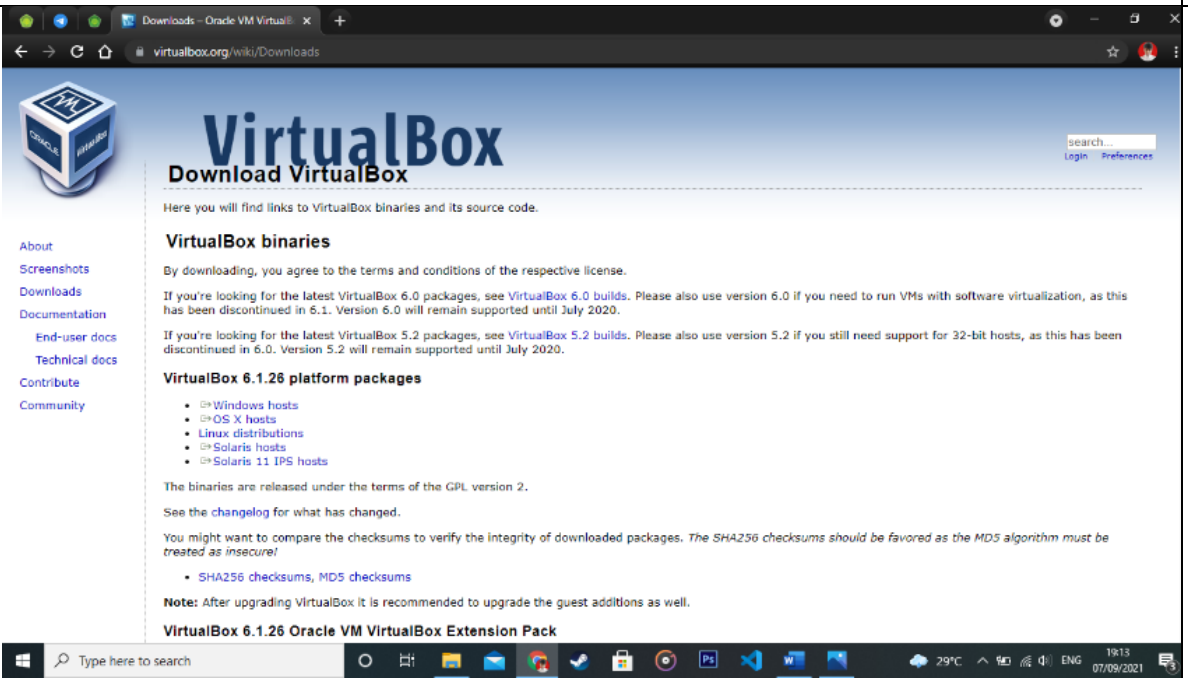 Downloads – Oracle VM VirtualB
virtualbox.org/wiki/Downloads
ORACLE
VirtualBox
VirtualBox
search...
Login Preferences
Download VirtualBox
Here you will find links to VirtualBox binaries and its source code.
About
Screenshots
Downloads
Documentation
End-user docs
Technical docs
Contribute
Community
VirtualBox binaries
By downloading, you agree to the terms and conditions of the respective license.
If you're looking for the latest VirtualBox 6.0 packages, see VirtualBox 6.0 builds. Please also use version 6.0 if you need to run VMs with software virtualization, as this
has been discontinued in 6.1. Version 6.0 will remain supported until July 2020.
If you're looking for the latest VirtualBox 5.2 packages, see VirtualBox 5.2 builds. Please also use version 5.2 if you still need support for 32-bit hosts, as this has been
discontinued in 6.0. Version 5.2 will remain supported until July 2020.
VirtualBox 6.1.26 platform packages
• Windows hosts
• OS X hosts
• Linux distributions
• Solaris hosts
• Solaris 11 IPS hosts
The binaries are released under the terms of the GPL version 2.
See the changelog for what has changed.
You might want to compare the checksums to verify the integrity of downloaded packages. The SHA256 checksums should be favored as the MD5 algorithm must be
treated as insecure!
• SHA256 checksums, MD5 checksums
Note: After upgrading VirtualBox it is recommended to upgrade the guest additions as well.
VirtualBox 6.1.26 Oracle VM VirtualBox Extension Pack
Type here to search
Ps
29°C
ENG
19:13
07/09/2021
3